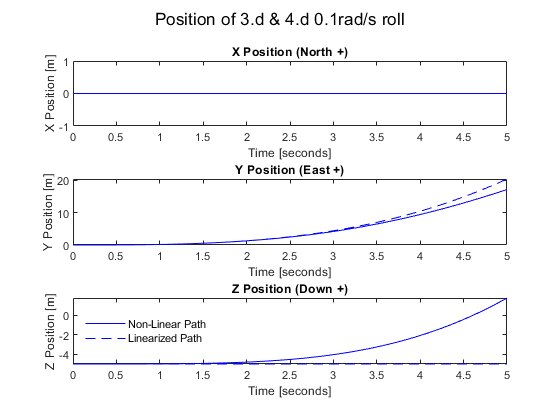 Position of 3.d & 4.d 0.1rad/s roll
X Position (North +)
X Position [m]
1
0
-1
0 0.5 1 1.5 2 2.5 3 3.5 4 4.5 5
Time [seconds]
Y Position (East +)
Y Position [m]
20
10
0
0 0.5 1 1.5 2 2.5 3 3.5 4 4.5 5
Time [seconds]
Z Position (Down +)
Z Position [m]
0
-2
-4
Non-Linear Path
Linearized Path
0 0.5 1 1.5 2 2.5 3 3.5 4 4.5 5
Time [seconds]